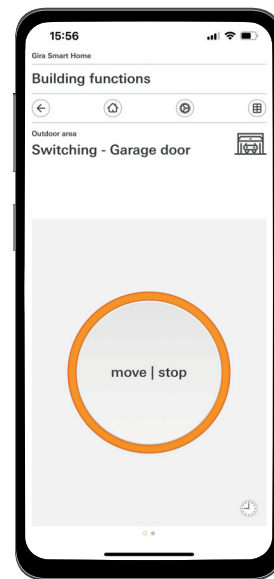 15:56
Gira Smart Home
Building functions
Outdoor area
Switching - Garage door
move | stop